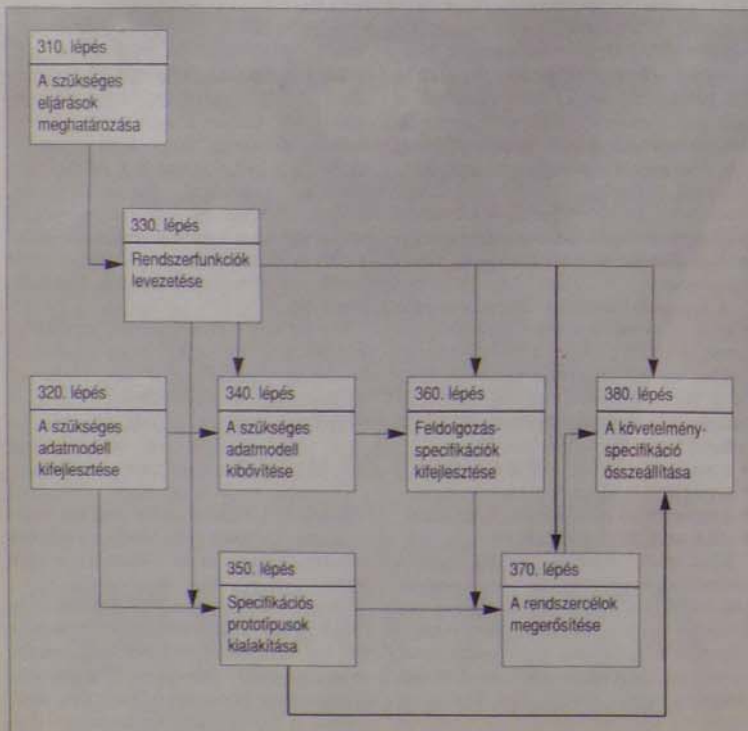 310. lépés
A szükséges
eljárások
meghatározása
330. lépés
Rendszerfunkciók
levezetése
320. lépés
A szükséges
adatmodell
kifejlesztése
340. lépés
A szükséges
adatmodell
kibővítése
360. lépés
Feldolgozás-
specifikációk
kifejlesztése
380. lépés
A követelmény-
specifikáció
összeállítása
350. lépés
Specifikációs
prototípusok
kialakítása
370. lépés
A rendszercélok
megerősítése